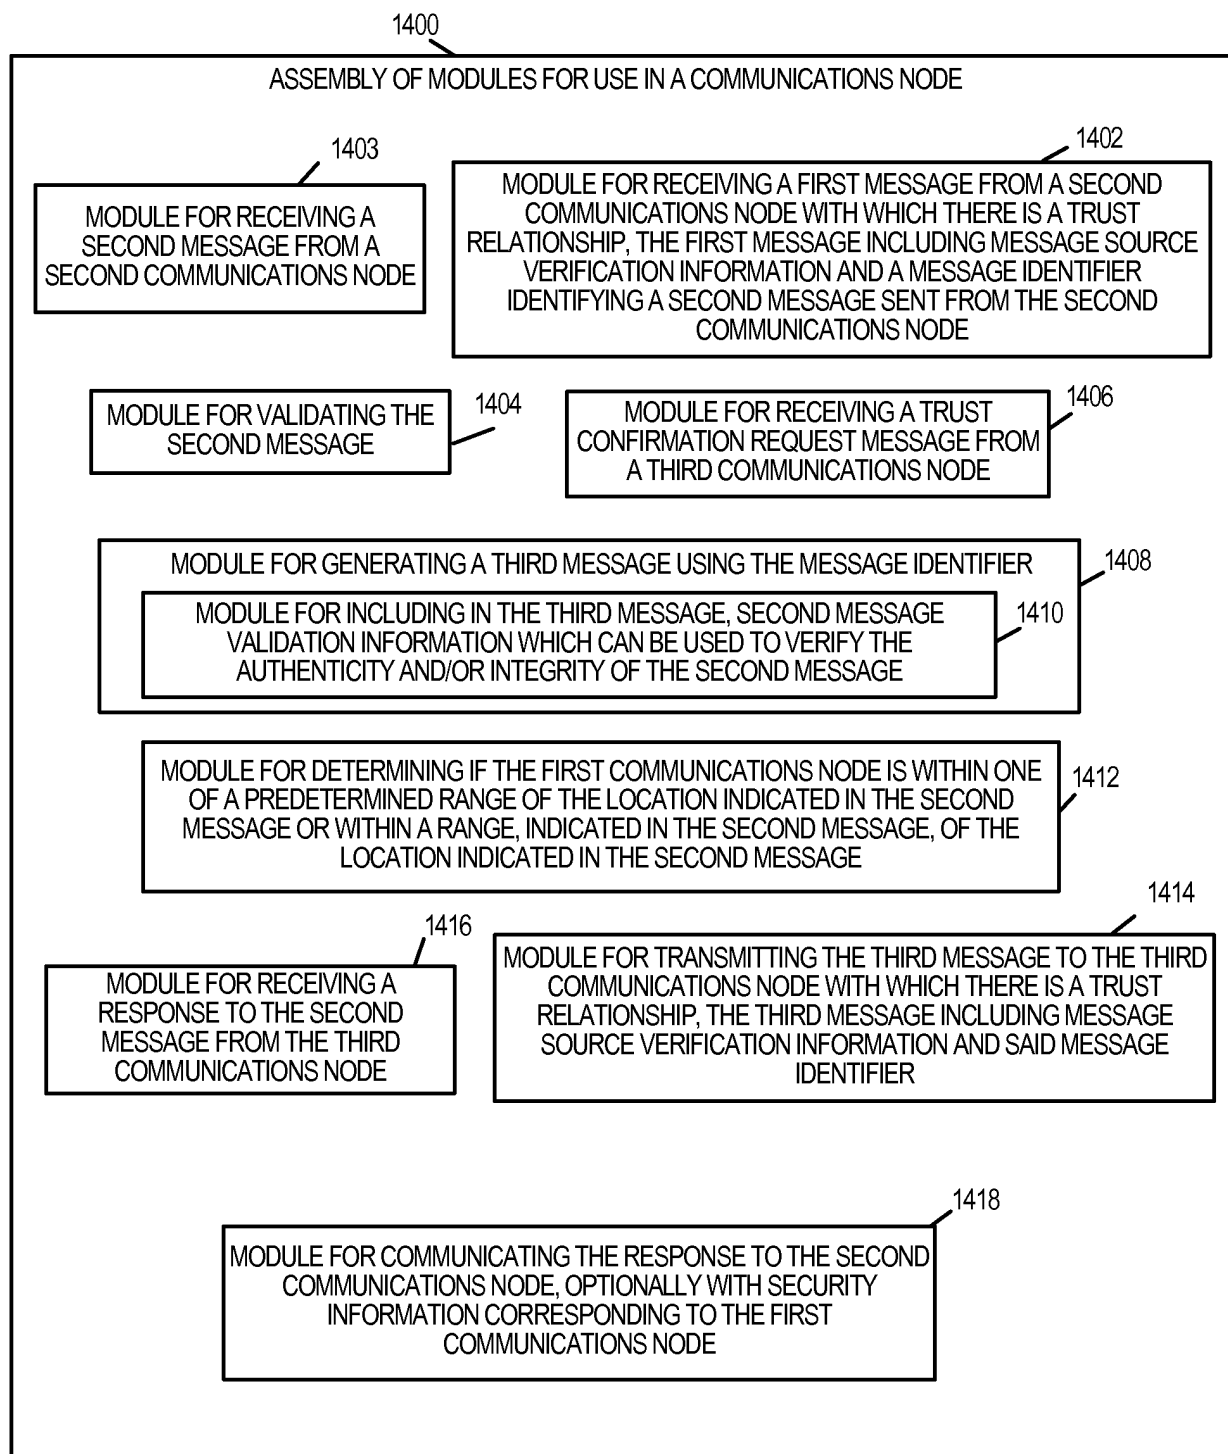 1400
ASSEMBLY OF MODULES FOR USE IN A COMMUNICATIONS NODE
1403
MODULE FOR RECEIVING A
SECOND MESSAGE FROM A
SECOND COMMUNICATIONS NODE
1402
MODULE FOR RECEIVING A FIRST MESSAGE FROM A SECOND
COMMUNICATIONS NODE WITH WHICH THERE IS A TRUST
RELATIONSHIP, THE FIRST MESSAGE INCLUDING MESSAGE SOURCE
VERIFICATION INFORMATION AND A MESSAGE IDENTIFIER
IDENTIFYING A SECOND MESSAGE SENT FROM THE SECOND
COMMUNICATIONS NODE
MODULE FOR VALIDATING THE
SECOND MESSAGE
1404
MODULE FOR RECEIVING A TRUST
CONFIRMATION REQUEST MESSAGE FROM
A THIRD COMMUNICATIONS NODE
1406
MODULE FOR GENERATING A THIRD MESSAGE USING THE MESSAGE IDENTIFIER
1408
MODULE FOR INCLUDING IN THE THIRD MESSAGE, SECOND MESSAGE
VALIDATION INFORMATION WHICH CAN BE USED TO VERIFY THE
AUTHENTICITY AND/OR INTEGRITY OF THE SECOND MESSAGE
1410
MODULE FOR DETERMINING IF THE FIRST COMMUNICATIONS NODE IS WITHIN ONE
OF A PREDETERMINED RANGE OF THE LOCATION INDICATED IN THE SECOND
MESSAGE OR WITHIN A RANGE, INDICATED IN THE SECOND MESSAGE, OF THE
LOCATION INDICATED IN THE SECOND MESSAGE
1412
1416
MODULE FOR RECEIVING A
RESPONSE TO THE SECOND
MESSAGE FROM THE THIRD
COMMUNICATIONS NODE
1414
MODULE FOR TRANSMITTING THE THIRD MESSAGE TO THE THIRD
COMMUNICATIONS NODE WITH WHICH THERE IS A TRUST
RELATIONSHIP, THE THIRD MESSAGE INCLUDING MESSAGE
SOURCE VERIFICATION INFORMATION AND SAID MESSAGE
IDENTIFIER
1418
MODULE FOR COMMUNICATING THE RESPONSE TO THE SECOND
COMMUNICATIONS NODE, OPTIONALLY WITH SECURITY
INFORMATION CORRESPONDING TO THE FIRST
COMMUNICATIONS NODE